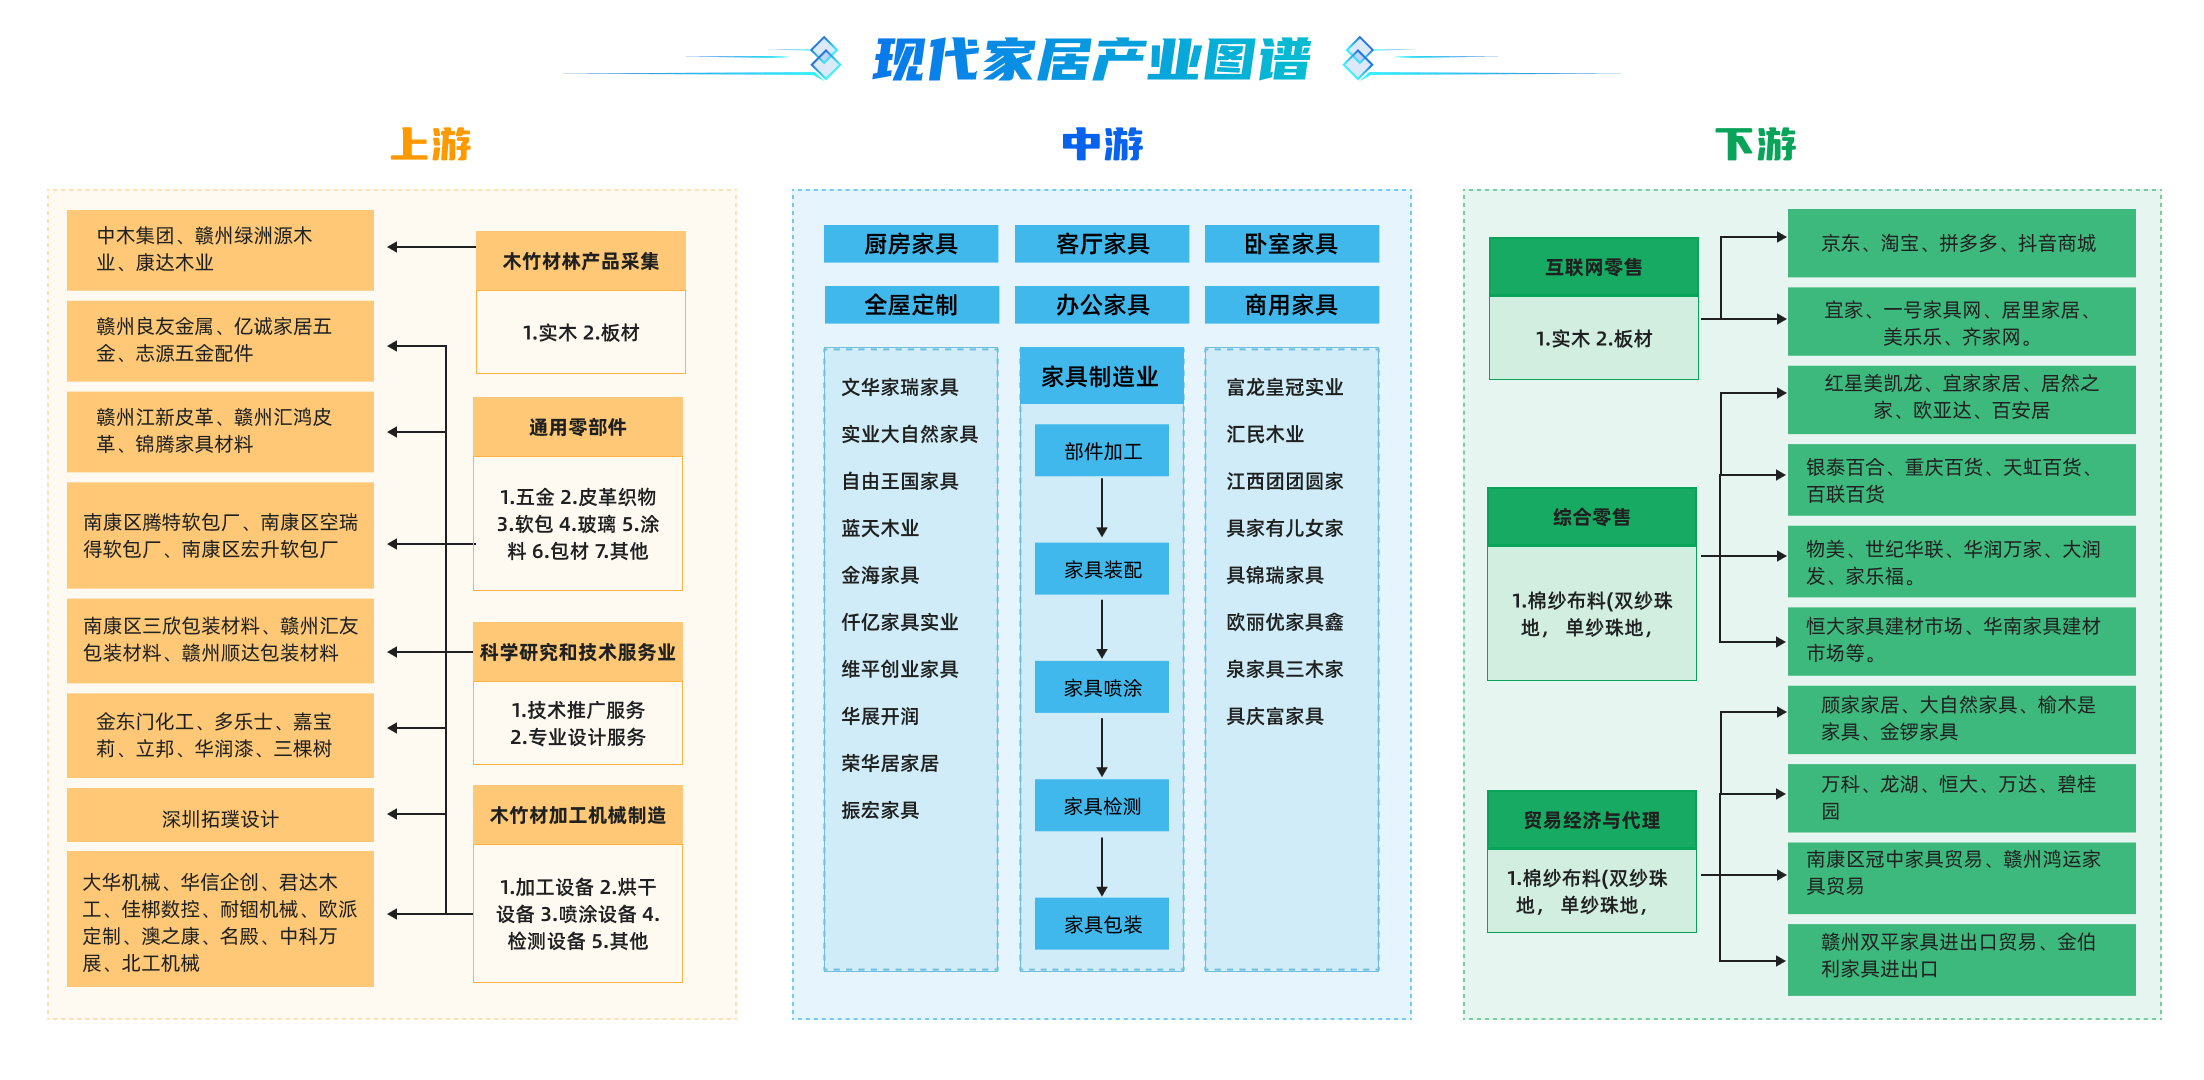 现代家居产业图谱
上游
中木集团、赣州绿洲源木
业、康达木业
赣州良友金属、亿诚家居五
金、志源五金配件
赣州江新皮革、赣州汇鸿皮
革、锦腾家具材料
南康区腾特软包厂、南康区空瑞
得软包厂、南康区宏升软包厂
南康区三欣包装材料、赣州汇友
包装材料、赣州顺达包装材料
金东门化工、多乐士、嘉宝
莉、立邦、华润漆、三棵树
深圳拓璞设计
大华机械、华信企创、君达木
工、佳梆数控、耐锢机械、欧派
定制、澳之康、名殿、中科万
展、北工机械
木竹材林产品采集
1.实木 2.板材
通用零部件
1.五金 2.皮革织物
3.软包 4.玻璃 5.涂
料 6.包材 7.其他
科学研究和技术服务业
1.技术推广服务
2.专业设计服务
木竹材加工机械制造
1.加工设备 2.烘干
设备 3.喷涂设备 4.
检测设备 5.其他
中游
厨房家具
客厅家具
卧室家具
全屋定制
办公家具
商用家具
文华家瑞家具
实业大自然家具
自由王国家具
蓝天木业
金海家具
仟亿家具实业
维平创业家具
华展开润
荣华居家居
振宏家具
家具制造业
部件加工
家具装配
家具喷涂
家具检测
家具包装
富龙皇冠实业
汇民木业
江西团团圆家
具家有儿女家
具锦瑞家具
欧丽优家具鑫
泉家具三木家
具庆富家具
下游
互联网零售
1.实木 2.板材
综合零售
1.棉纱布料(双纱珠
地， 单纱珠地，
贸易经济与代理
1.棉纱布料(双纱珠
地， 单纱珠地，
京东、淘宝、拼多多、抖音商城
宜家、一号家具网、居里家居、
美乐乐、齐家网。
红星美凯龙、宜家家居、居然之
家、欧亚达、百安居
银泰百合、重庆百货、天虹百货、
百联百货
物美、世纪华联、华润万家、大润
发、家乐福。
恒大家具建材市场、华南家具建材
市场等。
顾家家居、大自然家具、榆木是
家具、金锣家具
万科、龙湖、恒大、万达、碧桂
园
南康区冠中家具贸易、赣州鸿运家
具贸易
赣州双平家具进出口贸易、金伯
利家具进出口